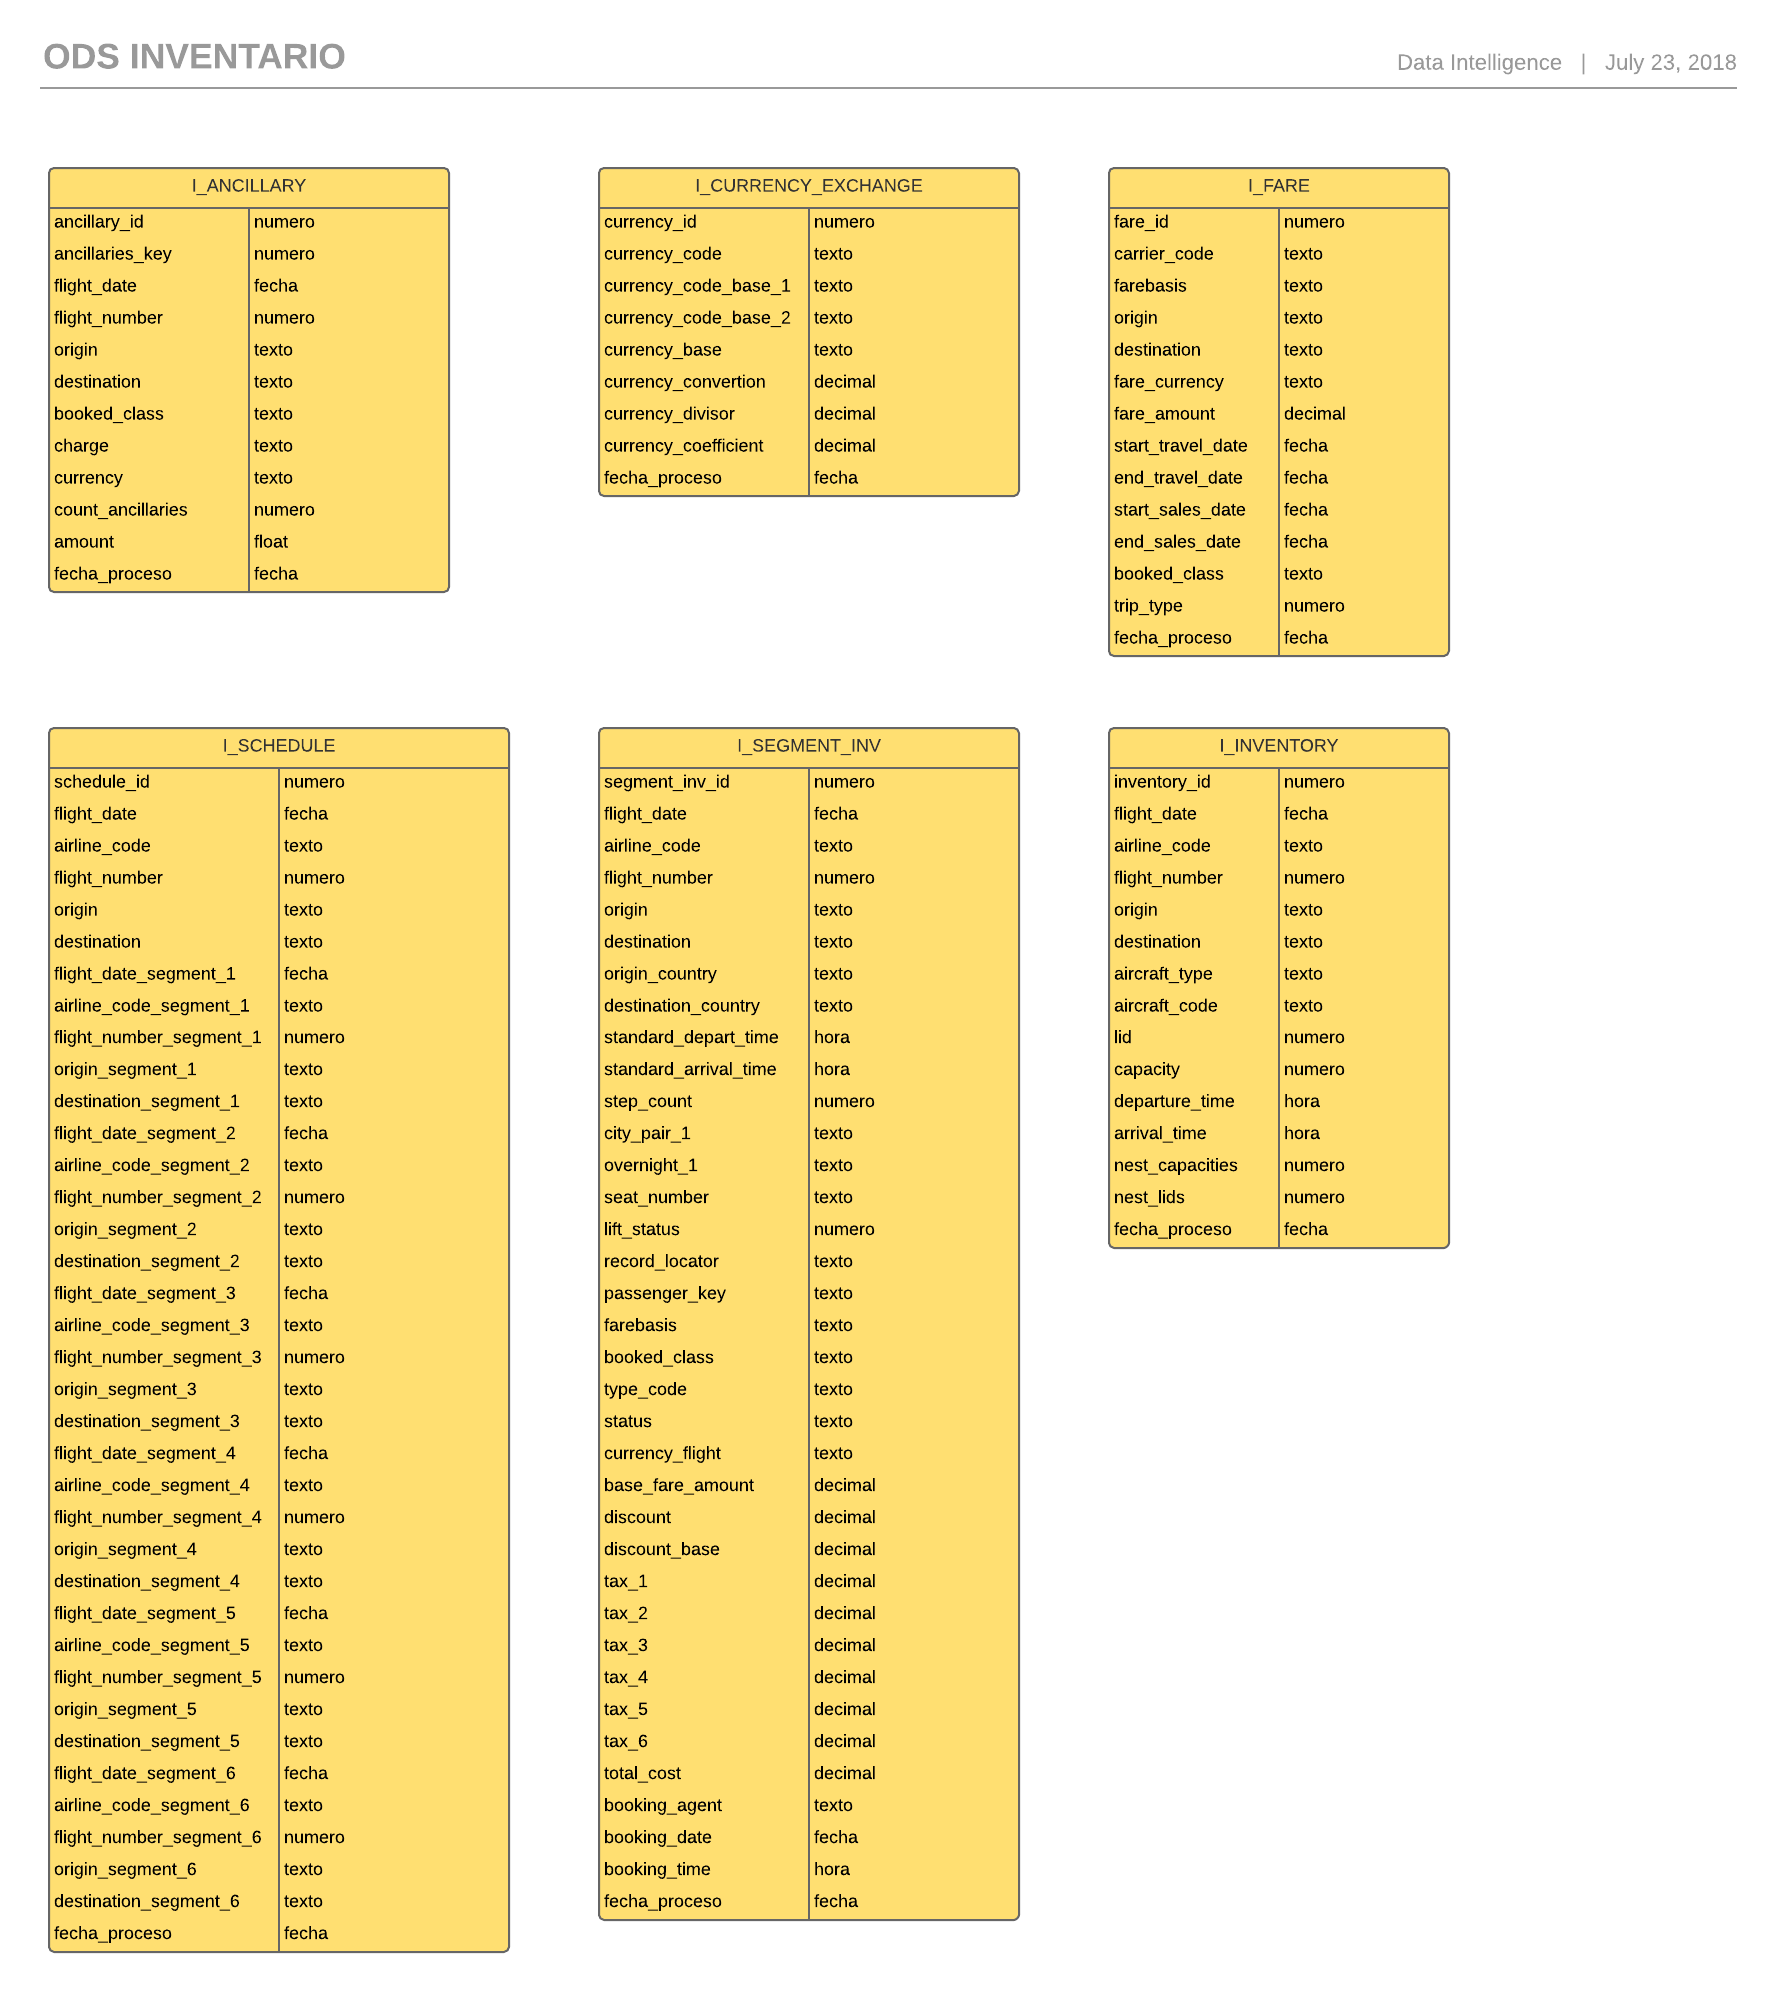 ODS INVENTARIO
Data Intelligence | July 23, 2018
I_ANCILLARY
ancillary_id numero
ancillaries_key numero
flight_date fecha
flight_number numero
origin texto
destination texto
booked_class texto
charge texto
currency texto
count_ancillaries numero
amount float
fecha_proceso fecha
I_CURRENCY_EXCHANGE
currency_id numero
currency_code texto
currency_code_base_1 texto
currency_code_base_2 texto
currency_base texto
currency_convertion decimal
currency_divisor decimal
currency_coefficient decimal
fecha_proceso fecha
I_FARE
fare_id numero
carrier_code texto
farebasis texto
origin texto
destination texto
fare_currency texto
fare_amount decimal
start_travel_date fecha
end_travel_date fecha
start_sales_date fecha
end_sales_date fecha
booked_class texto
trip_type numero
fecha_proceso fecha
I_SCHEDULE
schedule_id numero
flight_date fecha
airline_code texto
flight_number numero
origin texto
destination texto
flight_date_segment_1 fecha
airline_code_segment_1 texto
flight_number_segment_1 numero
origin_segment_1 texto
destination_segment_1 texto
flight_date_segment_2 fecha
airline_code_segment_2 texto
flight_number_segment_2 numero
origin_segment_2 texto
destination_segment_2 texto
flight_date_segment_3 fecha
airline_code_segment_3 texto
flight_number_segment_3 numero
origin_segment_3 texto
destination_segment_3 texto
flight_date_segment_4 fecha
airline_code_segment_4 texto
flight_number_segment_4 numero
origin_segment_4 texto
destination_segment_4 texto
flight_date_segment_5 fecha
airline_code_segment_5 texto
flight_number_segment_5 numero
origin_segment_5 texto
destination_segment_5 texto
flight_date_segment_6 fecha
airline_code_segment_6 texto
flight_number_segment_6 numero
origin_segment_6 texto
destination_segment_6 texto
fecha_proceso fecha
I_SEGMENT_INV
segment_inv_id numero
flight_date fecha
airline_code texto
flight_number numero
origin texto
destination texto
origin_country texto
destination_country texto
standard_depart_time hora
standard_arrival_time hora
step_count numero
city_pair_1 texto
overnight_1 texto
seat_number texto
lift_status numero
record_locator texto
passenger_key texto
farebasis texto
booked_class texto
type_code texto
status texto
currency_flight texto
base_fare_amount decimal
discount decimal
discount_base decimal
tax_1 decimal
tax_2 decimal
tax_3 decimal
tax_4 decimal
tax_5 decimal
tax_6 decimal
total_cost decimal
booking_agent texto
booking_date fecha
booking_time hora
fecha_proceso fecha
I_INVENTORY
inventory_id numero
flight_date fecha
airline_code texto
flight_number numero
origin texto
destination texto
aircraft_type texto
aircraft_code texto
lid numero
capacity numero
departure_time hora
arrival_time hora
nest_capacities numero
nest_lids numero
fecha_proceso fecha